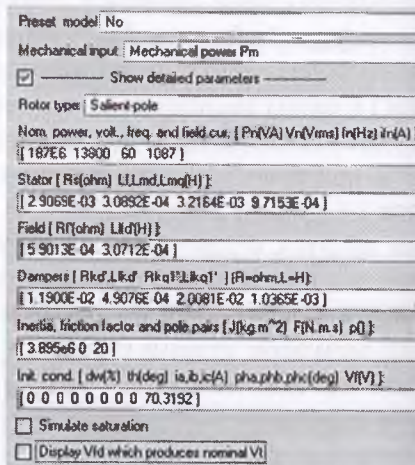 Preset model No
Mechanical input: Mechanical power Pm
Show detailed parameters
Rotor type: Salient-pole
Nom. power, volt., freq. and field cur. [ Pn(VA) Vn(Vrms) fn(Hz) ifn(A)
[ 187E6 13800 60 1087 ]
Stator [ Rs(ohm) Ll,Lmd,Lmq(H) ]:
[ 2.9069E-03 3.0892E-04 3.2164E-03 9.7153E-04 ]
Field [ Rf'(ohm) Llfd'(H) ]:
[ 5.9013E-04 3.0712E-04 ]
Dampers [ Rkd',Llkd' Rkq1',Llkq1' ] (R=ohm,L=H):
[ 1.1900E-02 4.9076E-04 2.0081E-02 1.0365E-03 ]
Inertia, friction factor and pole pairs [ J(kg.m^2) F(N.m.s) p() ]:
[ 3.895e6 0 20 ]
Init. cond. [ dw(%) th(deg) ia,ib,ic(A) pha,phb,phc(deg) Vf(V) ]:
[ 0 0 0 0 0 0 0 0 70.3192 ]
Simulate saturation
Display Vfd which produces nominal Vt